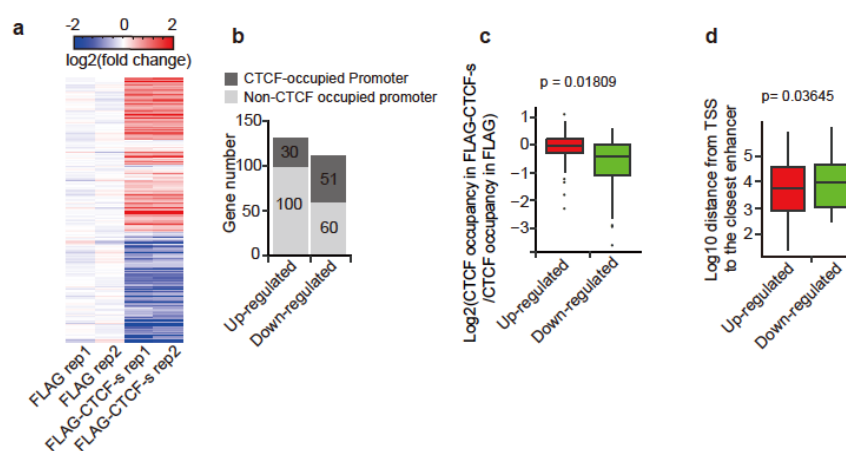 a
-2 0 2
log2(fold change)
FLAG rep1
FLAG rep2
FLAG-CTCF-s rep1
FLAG-CTCF-s rep2
b
CTCF-occupied Promoter
Non-CTCF occupied promoter
Gene number
150
100
50
0
30
100
51
60
Up-regulated
Down-regulated
c
p = 0.01809
Log2(CTCF occupancy in FLAG-CTCF-s
/CTCF occupancy in FLAG)
1
0
−1
−2
−3
Up-regulated
Down-regulated
d
p= 0.03645
Log10 distance from TSS
to the closest enhancer
5
4
3
2
Up-regulated
Down-regulated